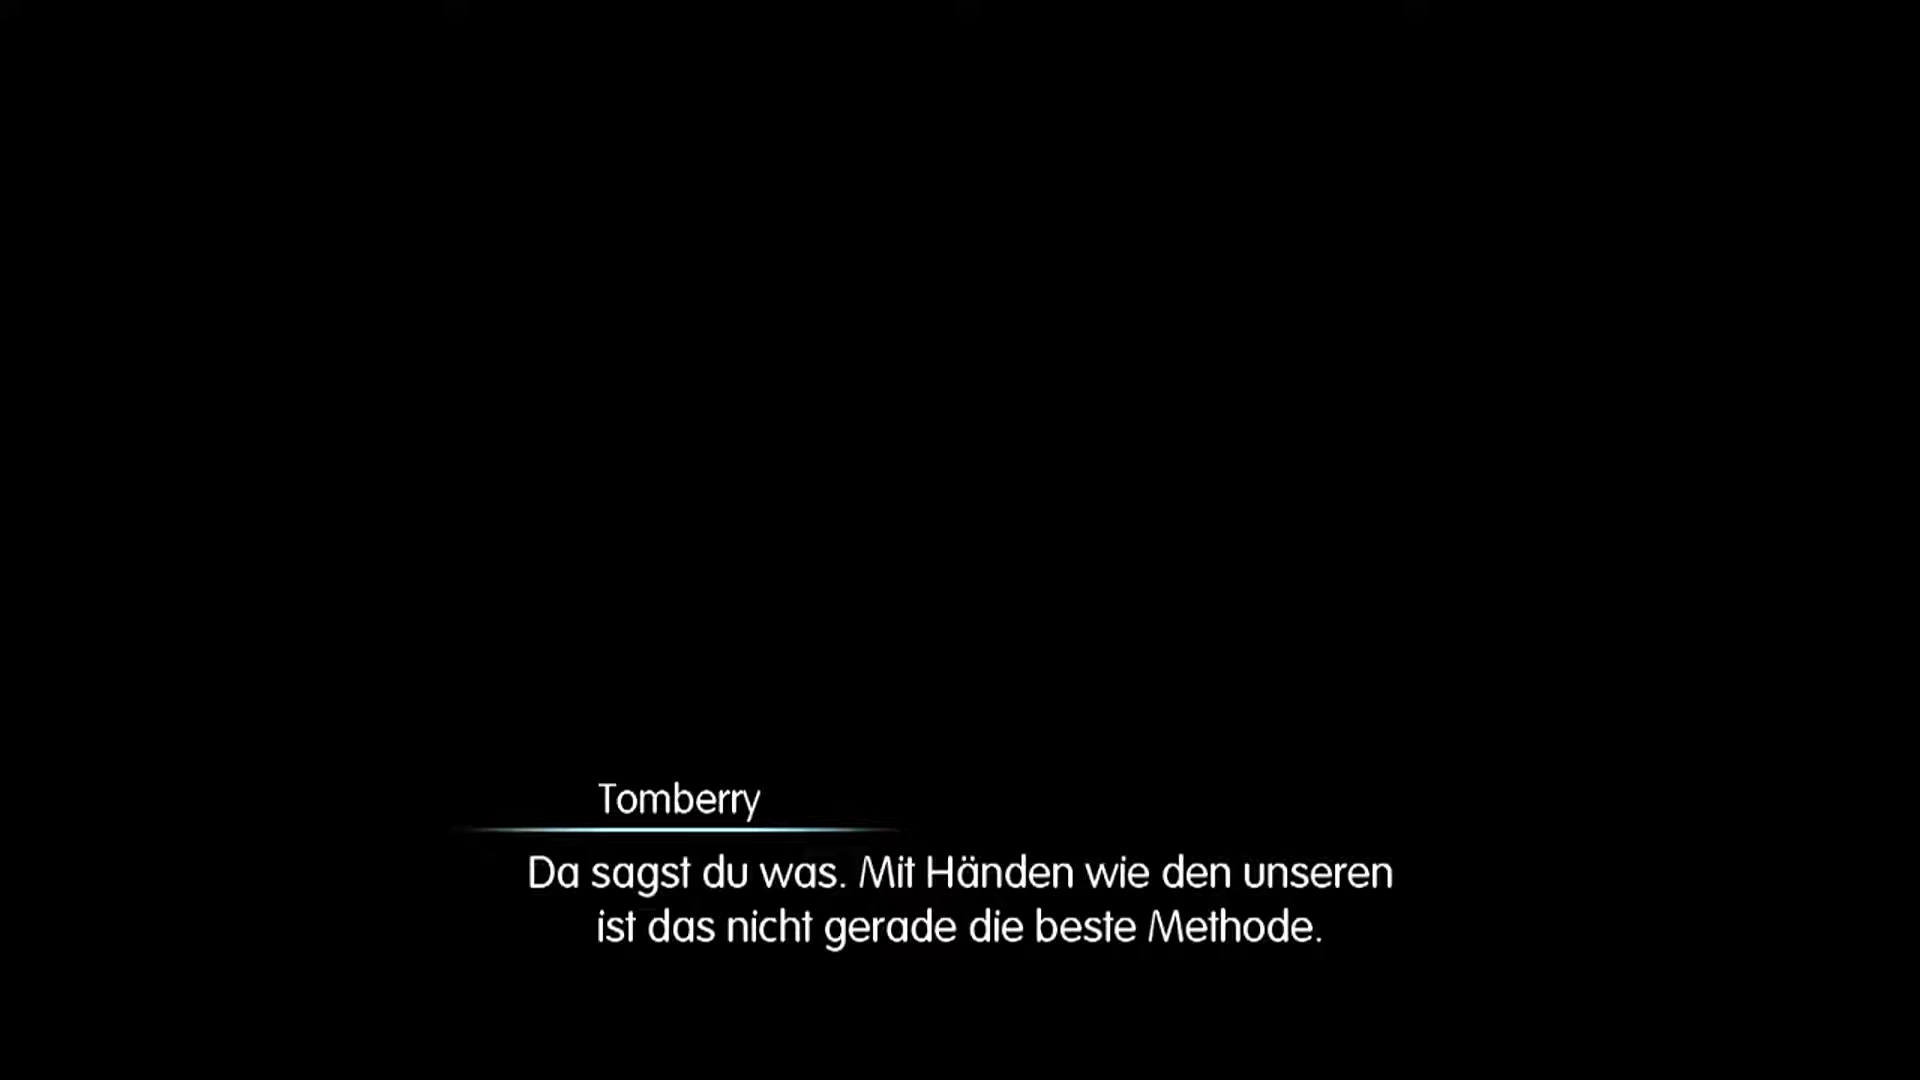 Tomberry
Da sagst du was. Mit Händen wie den unseren
ist das nicht gerade die beste Methode.